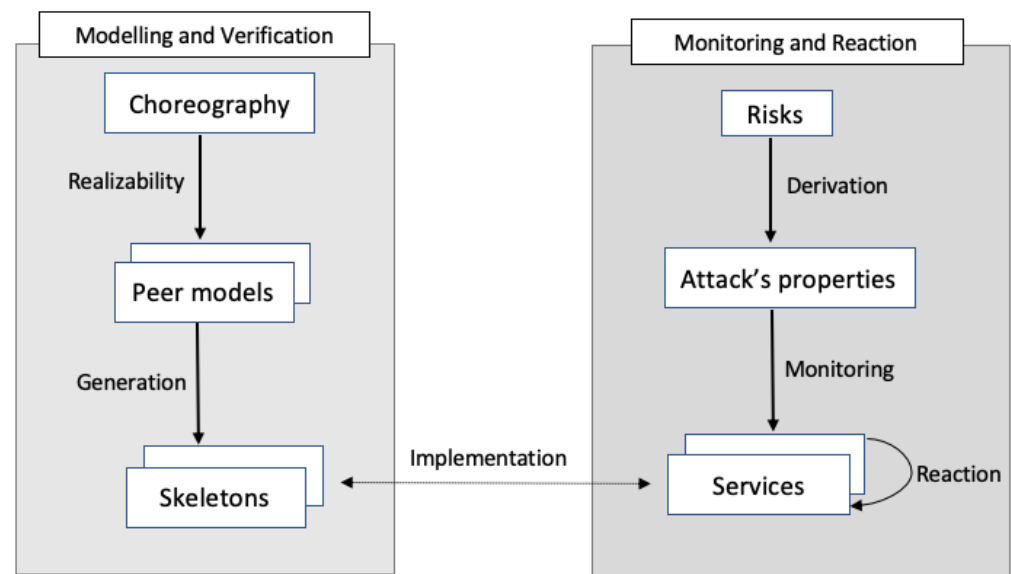 Modelling and Verification
Choreography
Realizability
Peer models
Generation
Skeletons
Implementation
Monitoring and Reaction
Risks
Derivation
Attack's properties
Monitoring
Services
Reaction